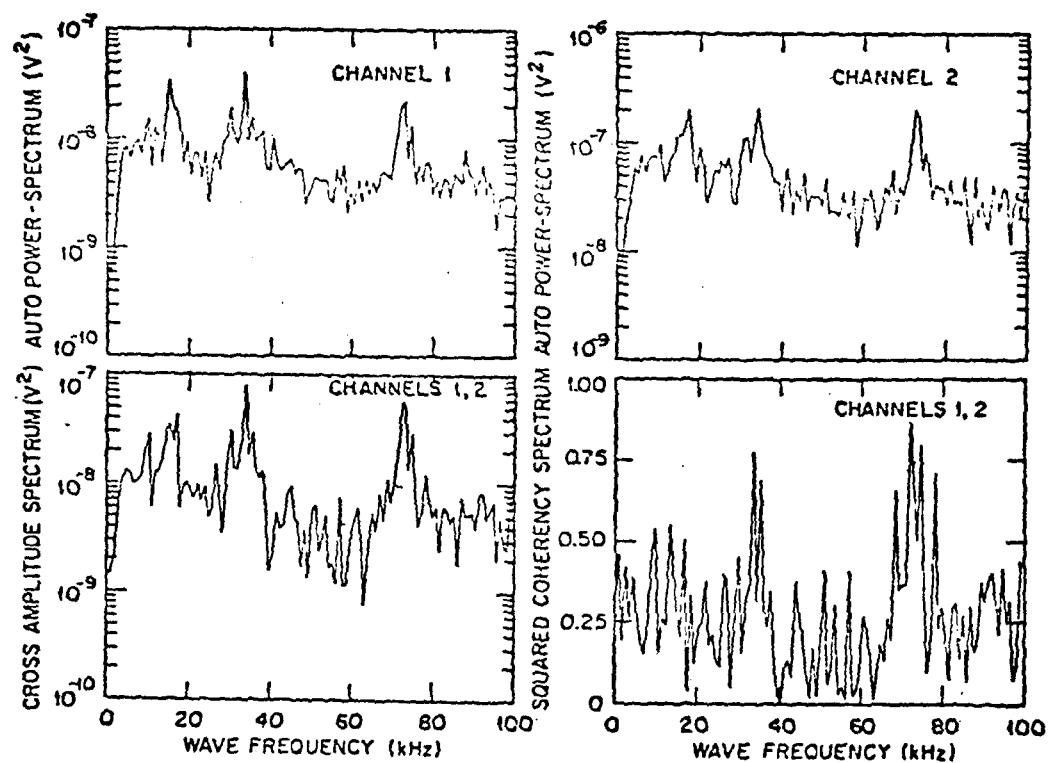 AUTO POWER-SPECTRUM (V²)
10⁻⁷
10⁻⁸
10⁻⁹
10⁻¹⁰
CHANNEL 1
AUTO POWER-SPECTRUM (V²)
10⁻⁶
10⁻⁷
10⁻⁸
10⁻⁹
CHANNEL 2
CROSS AMPLITUDE SPECTRUM (V²)
10⁻⁷
10⁻⁸
10⁻⁹
10⁻¹⁰
CHANNELS 1, 2
0 20 40 60 80 100
WAVE FREQUENCY (kHz)
SQUARED COHERENCY SPECTRUM
1.00
0.75
0.50
0.25
0
CHANNELS 1, 2
0 20 40 60 80 100
WAVE FREQUENCY (kHz)